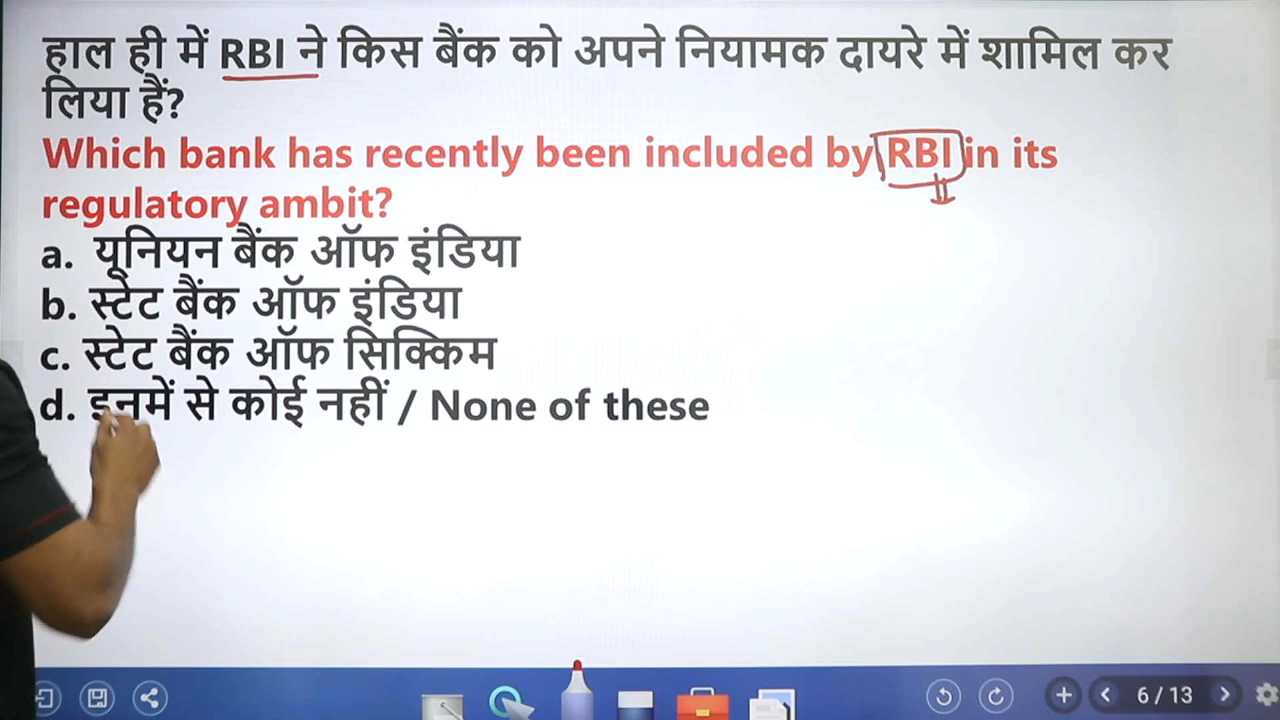 हाल ही में RBI ने किस बैंक को अपने नियामक दायरे में शामिल कर
लिया हैं?
Which bank has recently been included by RBI in its
regulatory ambit?
a. यूनियन बैंक ऑफ इंडिया
b. स्टेट बैंक ऑफ इंडिया
c. स्टेट बैंक ऑफ सिक्किम
d. इनमें से कोई नहीं / None of these
6 / 13